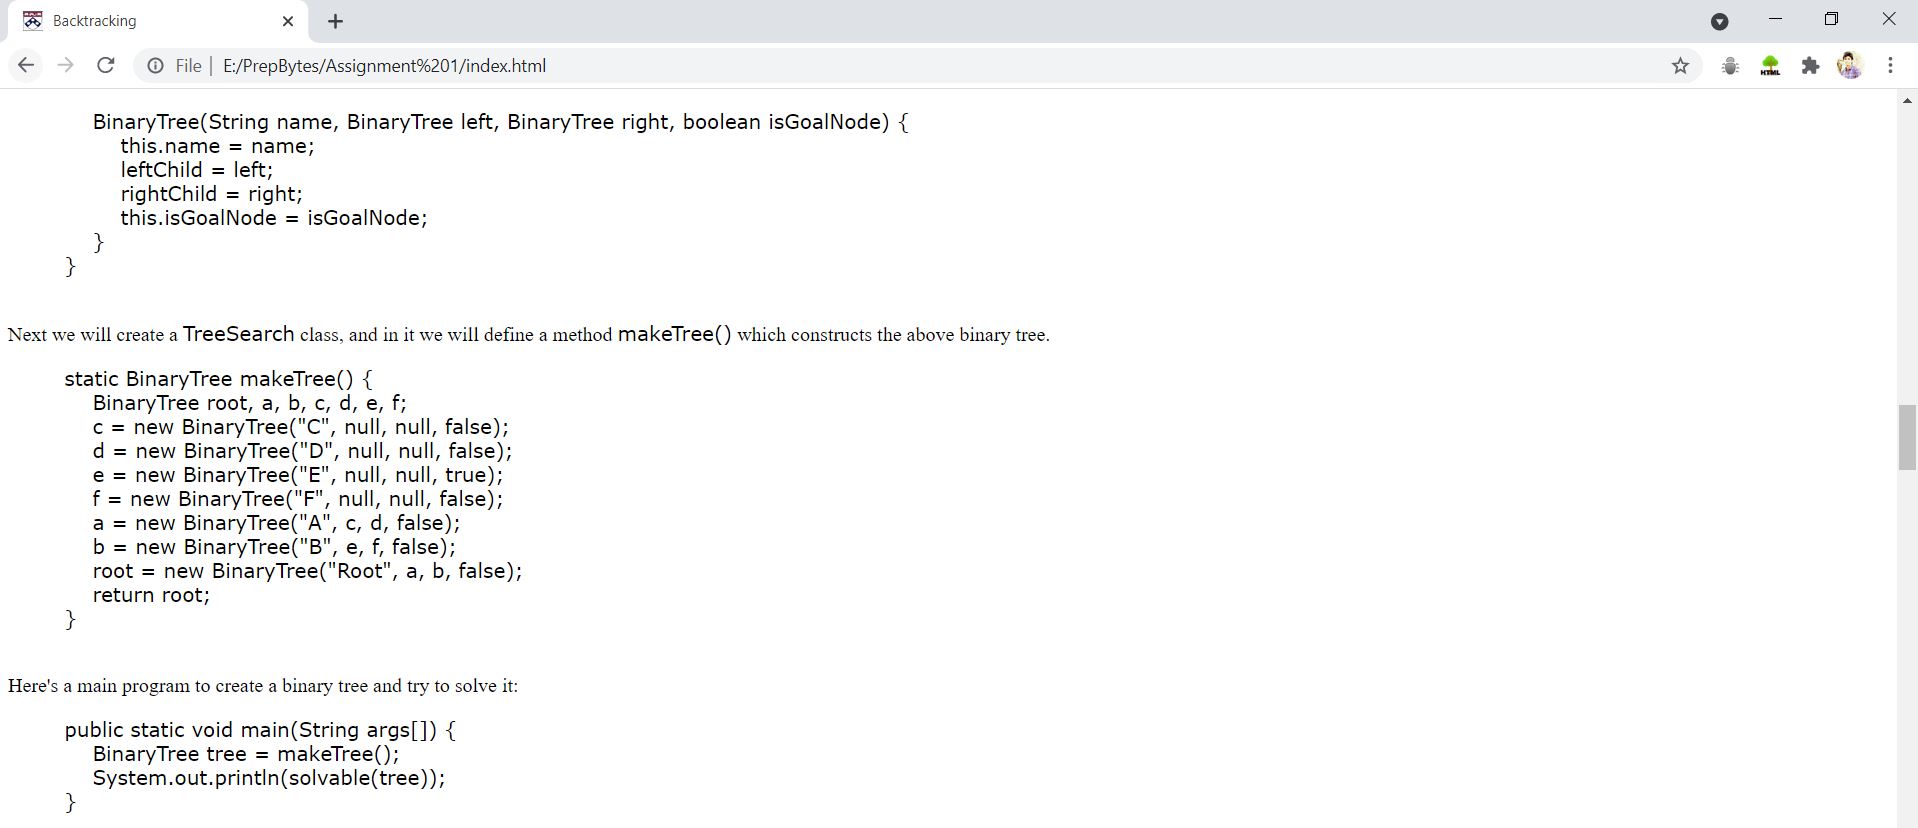 Backtracking
File | E:/PrepBytes/Assignment%201/index.html
HTML
BinaryTree(String name, BinaryTree left, BinaryTree right, boolean isGoalNode) {
this.name = name;
leftChild = left;
rightChild = right;
this.isGoalNode = isGoalNode;
}
}
Next we will create a TreeSearch class, and in it we will define a method makeTree() which constructs the above binary tree.
static BinaryTree makeTree() {
BinaryTree root, a, b, c, d, e, f;
c = new BinaryTree("C", null, null, false);
d = new BinaryTree("D", null, null, false);
e = new BinaryTree("E", null, null, true);
f = new BinaryTree("F", null, null, false);
a = new BinaryTree("A", c, d, false);
b = new BinaryTree("B", e, f, false);
root = new BinaryTree("Root", a, b, false);
return root;
}
Here's a main program to create a binary tree and try to solve it:
public static void main(String args[]) {
BinaryTree tree = makeTree();
System.out.println(solvable(tree));
}